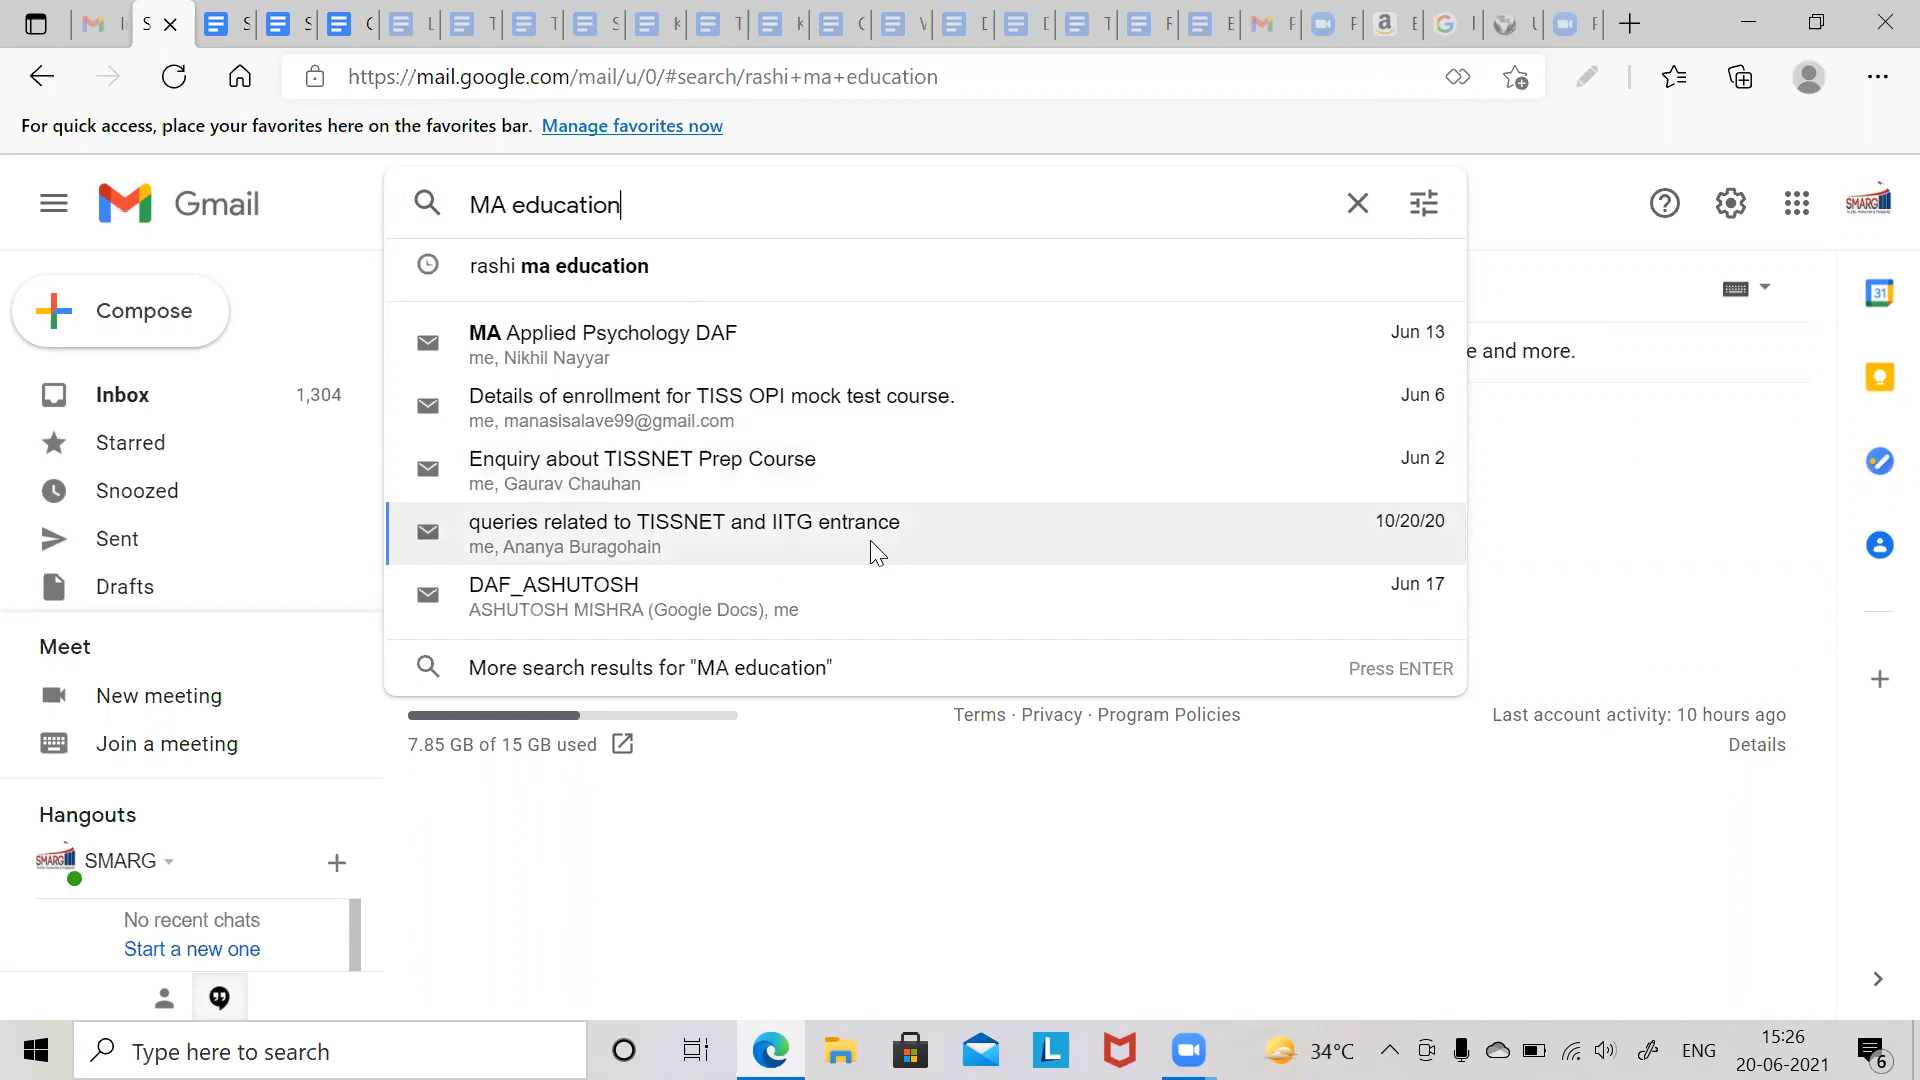 https://mail.google.com/mail/u/0/#search/rashi+ma+education
For quick access, place your favorites here on the favorites bar. Manage favorites now
Gmail
MA education
SMARG
rashi ma education
Compose
MA Applied Psychology DAF
Jun 13
me, Nikhil Nayyar
e and more.
Inbox
1,304
Details of enrollment for TISS OPI mock test course.
Jun 6
me, manasisalave99@gmail.com
Starred
Enquiry about TISSNET Prep Course
Jun 2
me, Gaurav Chauhan
Snoozed
queries related to TISSNET and IITG entrance
10/20/20
me, Ananya Buragohain
Sent
DAF_ASHUTOSH
Jun 17
ASHUTOSH MISHRA (Google Docs), me
Drafts
Meet
More search results for "MA education"
Press ENTER
New meeting
Terms · Privacy · Program Policies
Last account activity: 10 hours ago
Join a meeting
7.85 GB of 15 GB used
Details
Hangouts
SMARG
No recent chats
Start a new one
Type here to search
34°C
ENG
15:26
20-06-2021
6
31